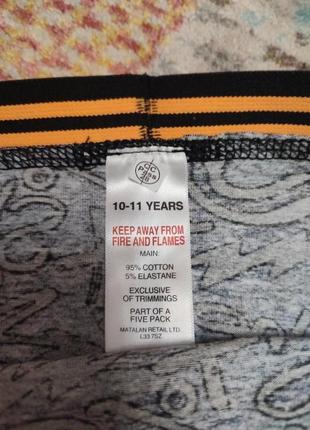 10-11 YEARS
KEEP AWAY FROM
FIRE AND FLAMES
MAIN:
95% COTTON
5% ELASTANE
EXCLUSIVE
OF TRIMMINGS
PART OF A
FIVE PACK
MATALAN RETAIL LTD.
L33 7SZ